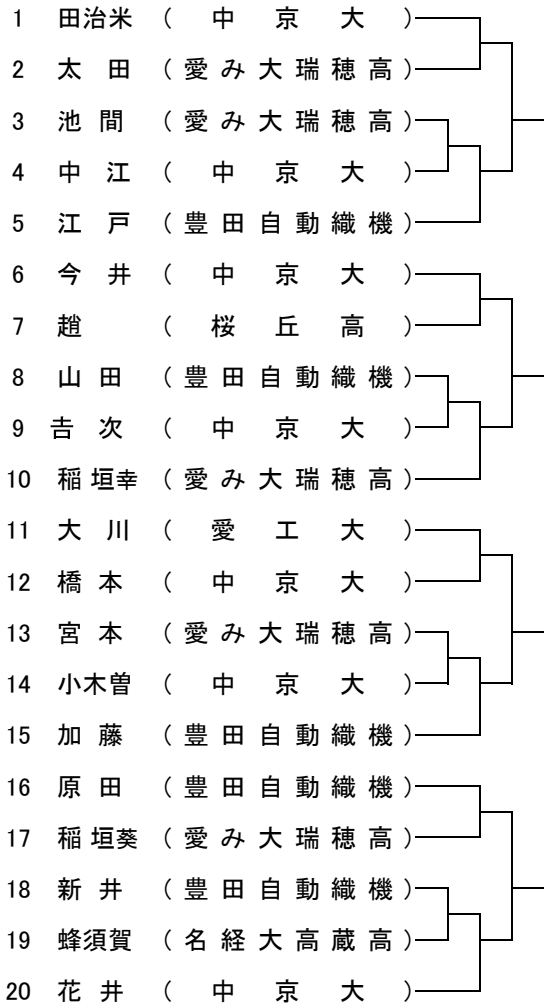 1 田治米 ( 中 京 大 )
2 太 田 ( 愛 み 大 瑞 穂 高 )
3 池 間 ( 愛 み 大 瑞 穂 高 )
4 中 江 ( 中 京 大 )
5 江 戸 ( 豊 田 自 動 織 機 )
6 今 井 ( 中 京 大 )
7 趙 ( 桜 丘 高 )
8 山 田 ( 豊 田 自 動 織 機 )
9 𠮷 次 ( 中 京 大 )
10 稲 垣幸 ( 愛 み 大 瑞 穂 高 )
11 大 川 ( 愛 工 大 )
12 橋 本 ( 中 京 大 )
13 宮 本 ( 愛 み 大 瑞 穂 高 )
14 小木曽 ( 中 京 大 )
15 加 藤 ( 豊 田 自 動 織 機 )
16 原 田 ( 豊 田 自 動 織 機 )
17 稲 垣葵 ( 愛 み 大 瑞 穂 高 )
18 新 井 ( 豊 田 自 動 織 機 )
19 蜂須賀 ( 名 経 大 高 蔵 高 )
20 花 井 ( 中 京 大 )